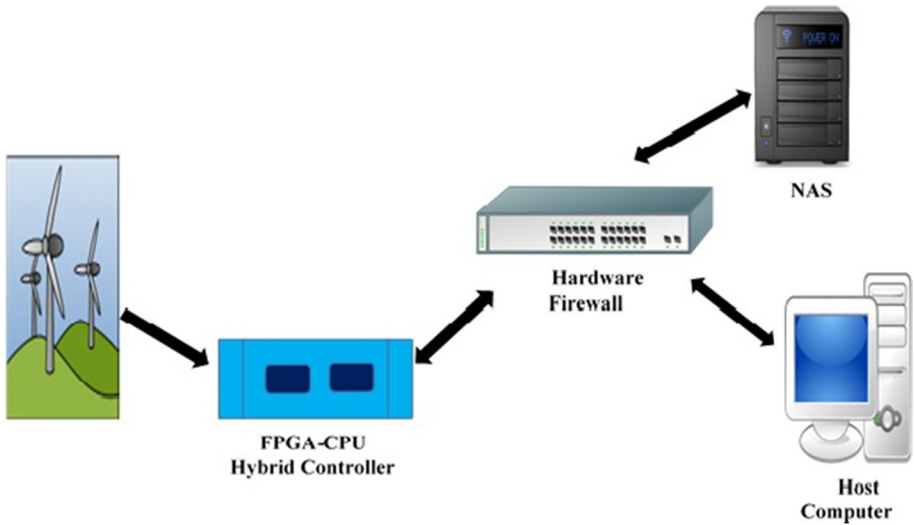 POWER ON
NAS
Hardware
Firewall
FPGA-CPU
Hybrid Controller
Host
Computer